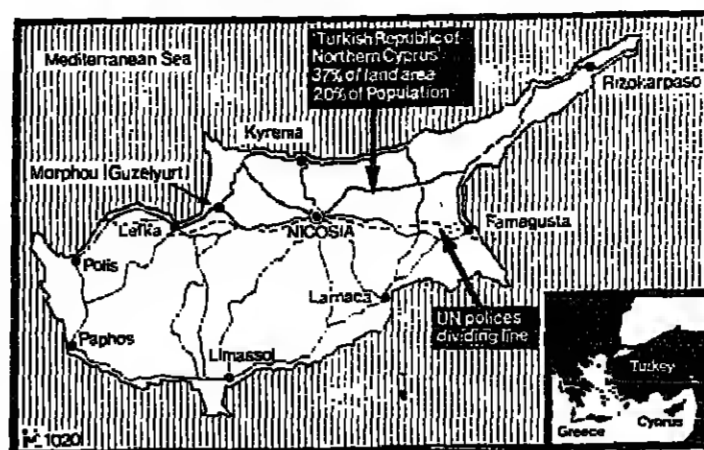 'Turkish Republic of
Northern Cyprus'
37% of land area
20% of Population
Mediterranean Sea
Rizokarpaso
Kyrenia
Morphou (Guzelyurt)
Lefka
NICOSIA
Famagusta
Polis
Larnaca
UN polices
dividing line
Paphos
Limassol
Turkey
Greece
Cyprus
1020